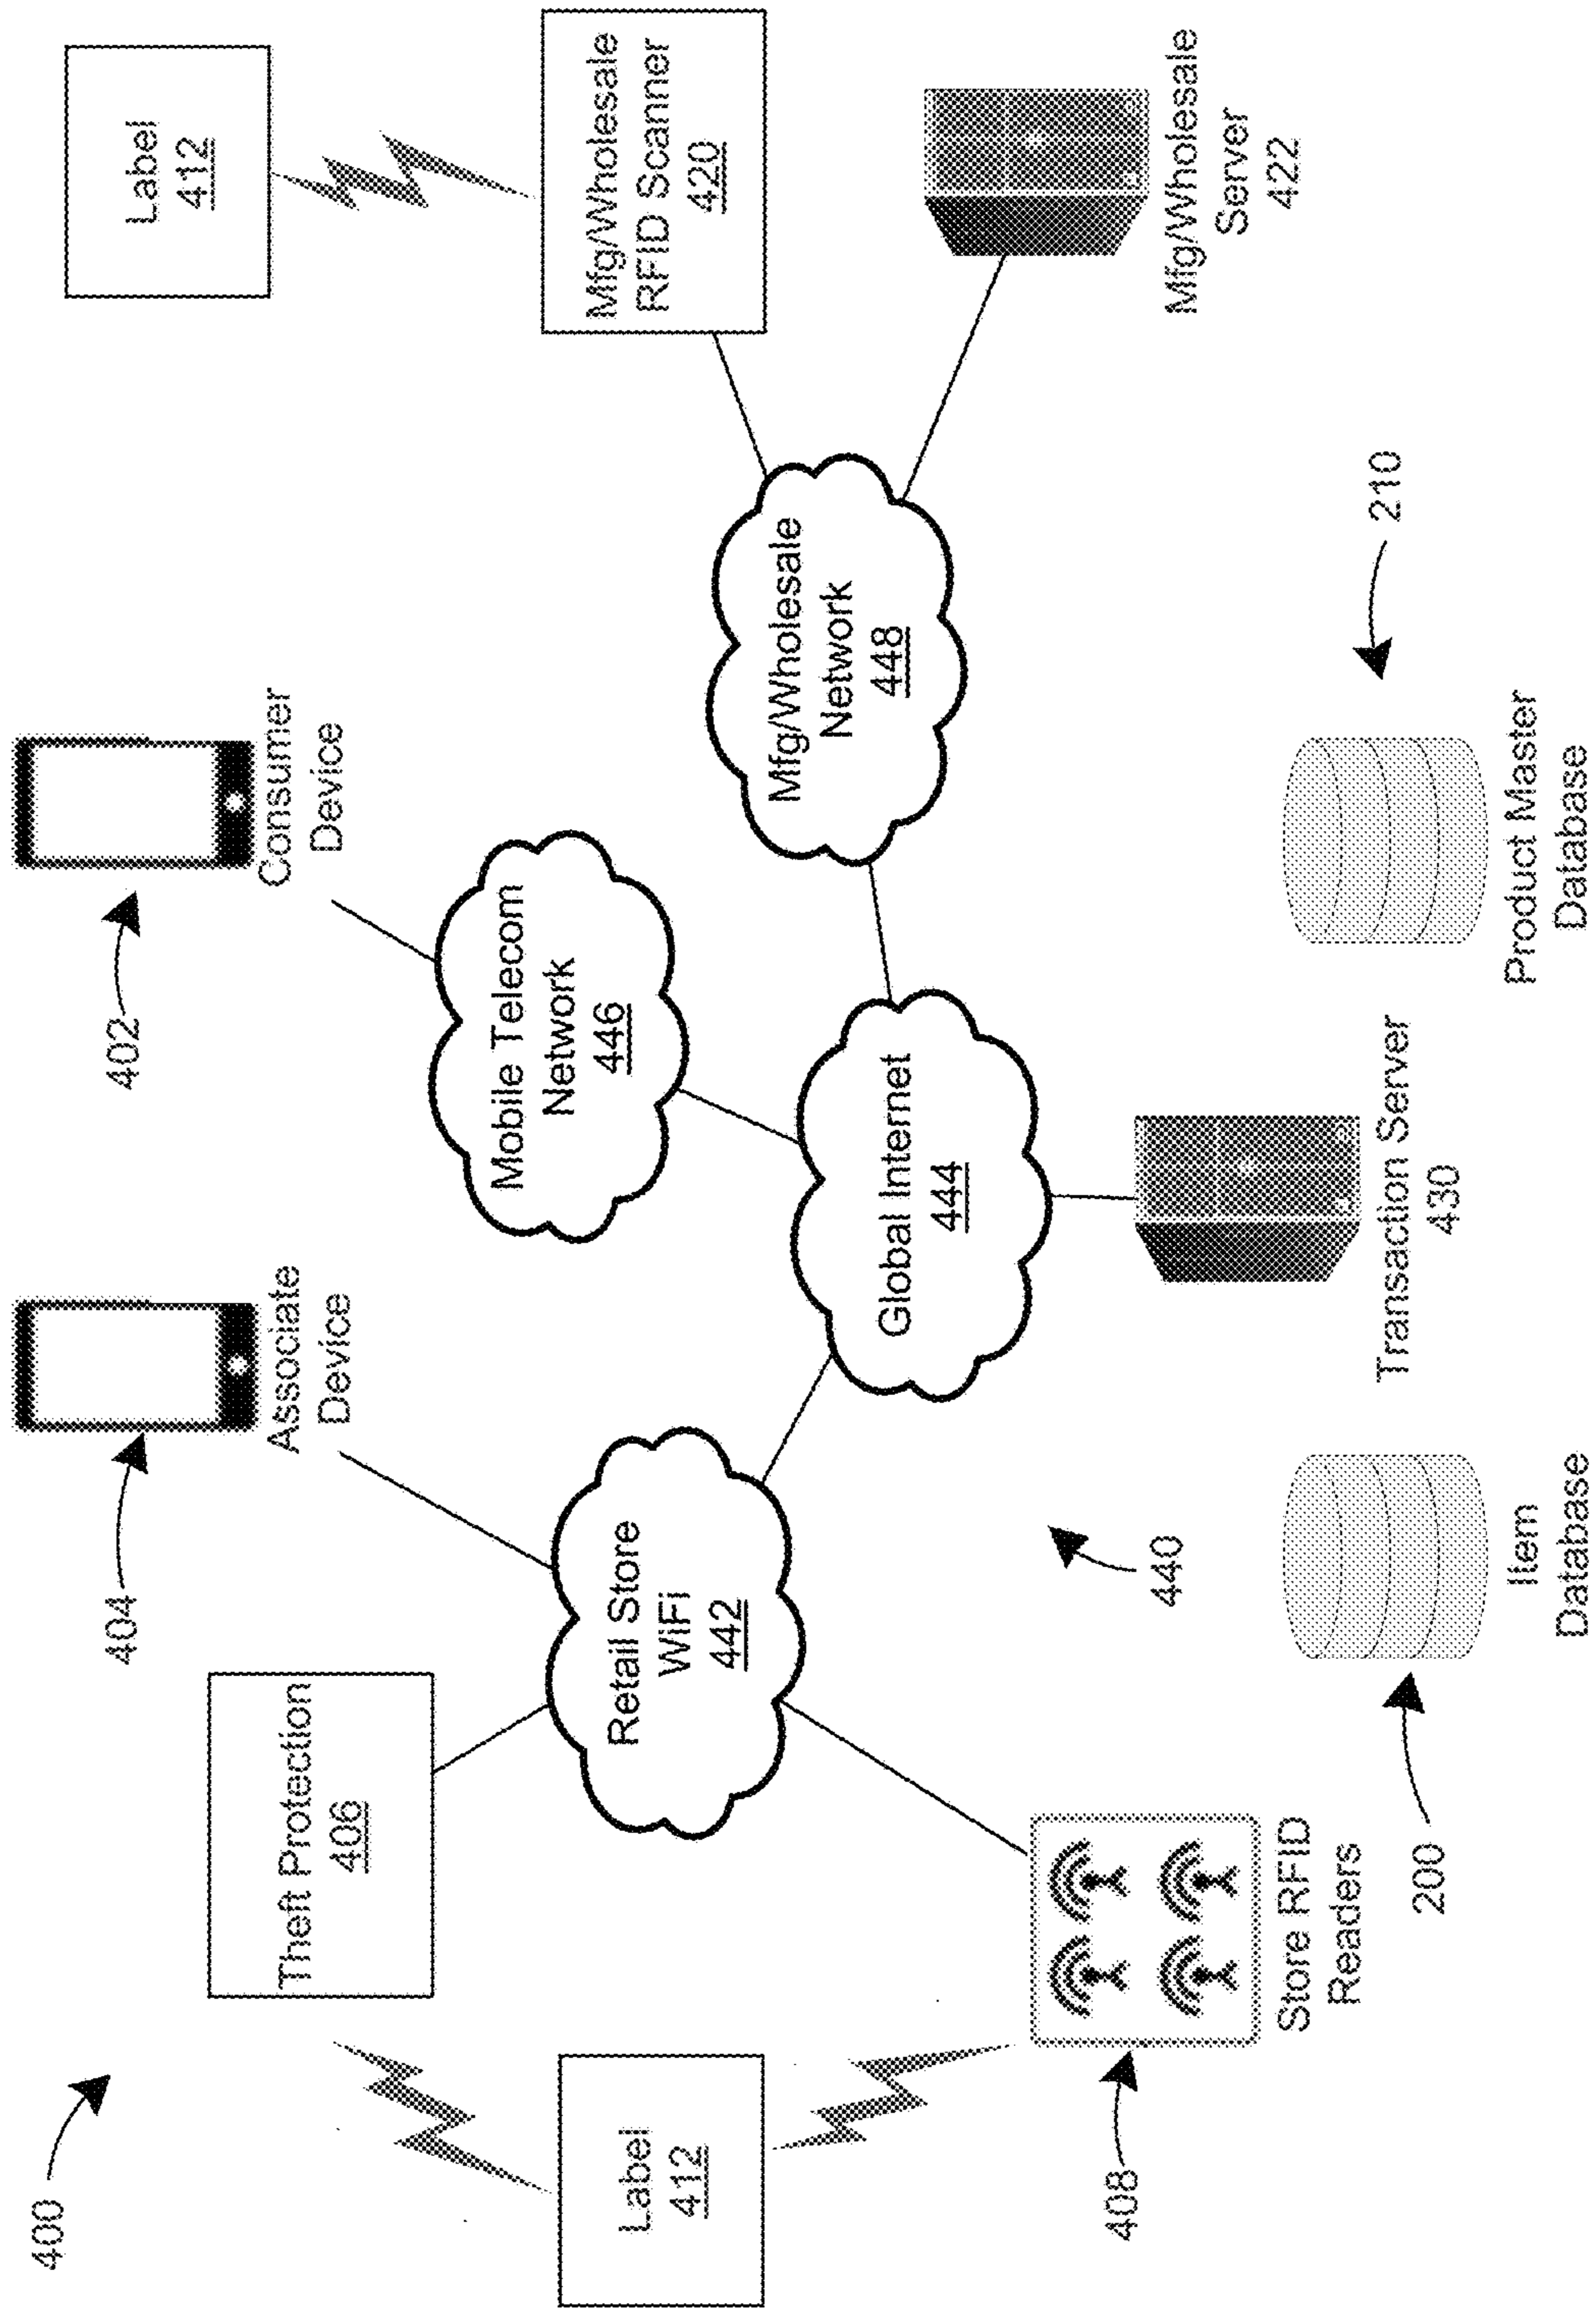 400
404
402
Theft Protection
406
Associate
Device
Consumer
Device
Label
412
Label
412
Retail Store
WiFi
442
Mobile Telecom
Network
446
Mfg/Wholesale
RFID Scanner
420
Global Internet
444
Mfg/Wholesale
Network
448
408
Store RFID
Readers
440
Transaction Server
430
Mfg/Wholesale
Server
422
200
Item
Database
210
Product Master
Database